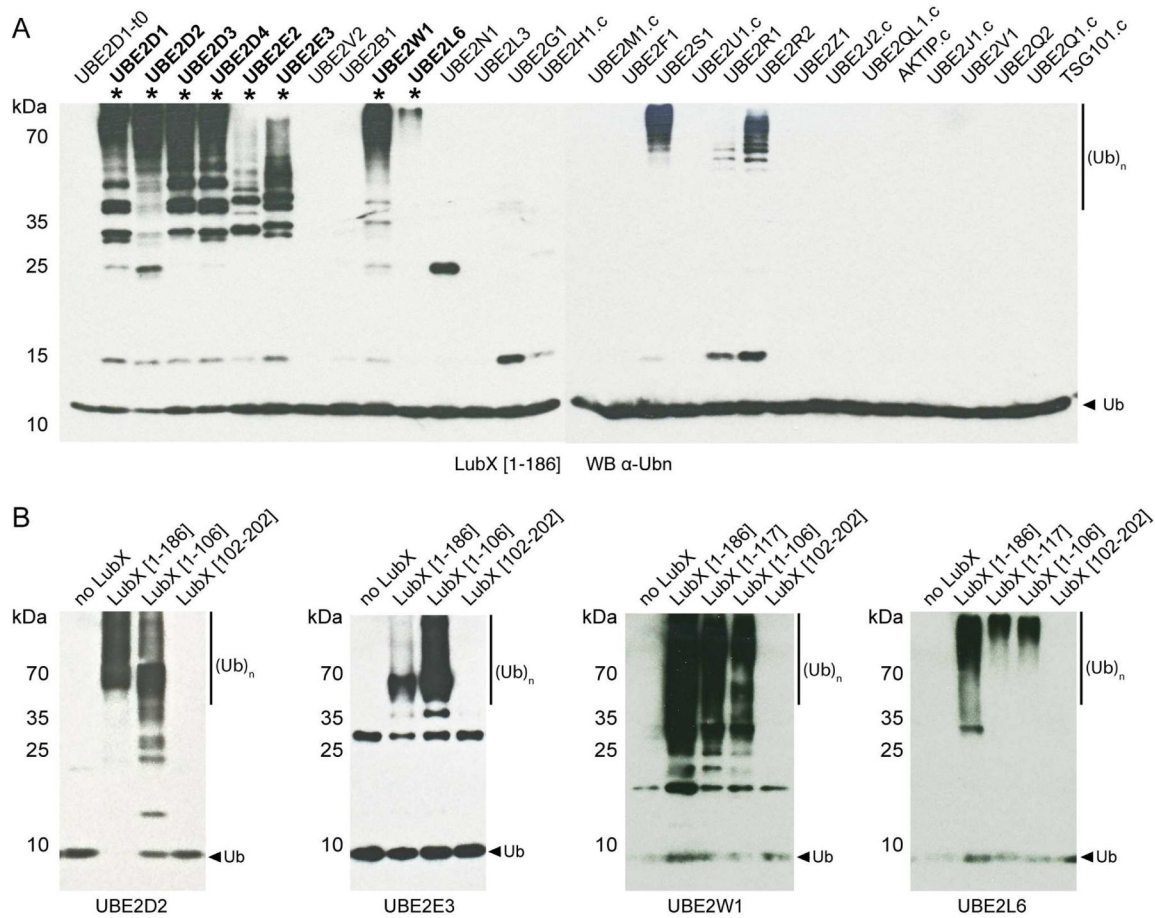 A
UBE2D1-t0
UBE2D1
UBE2D2
UBE2D3
UBE2D4
UBE2E2
UBE2E3
UBE2V2
UBE2B1
UBE2W1
UBE2L6
UBE2N1
UBE2L3
UBE2G1
UBE2H1.c
UBE2M1.c
UBE2F1
UBE2S1
UBE2U1.c
UBE2R1
UBE2R2
UBE2Z1
UBE2J2.c
UBE2QL1.c
AKTIP.c
UBE2J1.c
UBE2V1
UBE2Q2
UBE2Q1.c
TSG101.c
* * * * * * * *
kDa
70
35
25
15
10
(Ub)n
Ub
LubX [1-186] WB α-Ubn
B
no LubX
LubX [1-186]
LubX [1-106]
LubX [102-202]
kDa
70
35
25
10
(Ub)n
Ub
UBE2D2
no LubX
LubX [1-186]
LubX [1-106]
LubX [102-202]
kDa
70
35
25
10
(Ub)n
Ub
UBE2E3
no LubX
LubX [1-186]
LubX [1-117]
LubX [1-106]
LubX [102-202]
kDa
70
35
25
10
(Ub)n
Ub
UBE2W1
no LubX
LubX [1-186]
LubX [1-117]
LubX [1-106]
LubX [102-202]
kDa
70
35
25
10
(Ub)n
Ub
UBE2L6